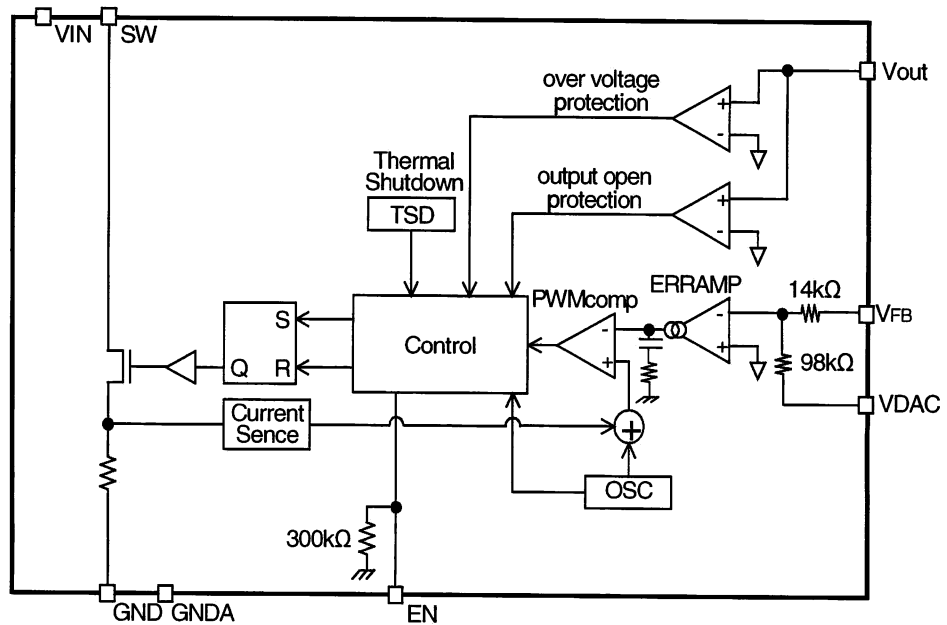 VIN
SW
over voltage
protection
Vout
+
-
Thermal
Shutdown
TSD
output open
protection
+
-
PWMcomp
ERRAMP
14kΩ
VFB
S
Q
R
Control
-
+
-
+
98kΩ
VDAC
Current
Sence
+
OSC
300kΩ
GND
GNDA
EN